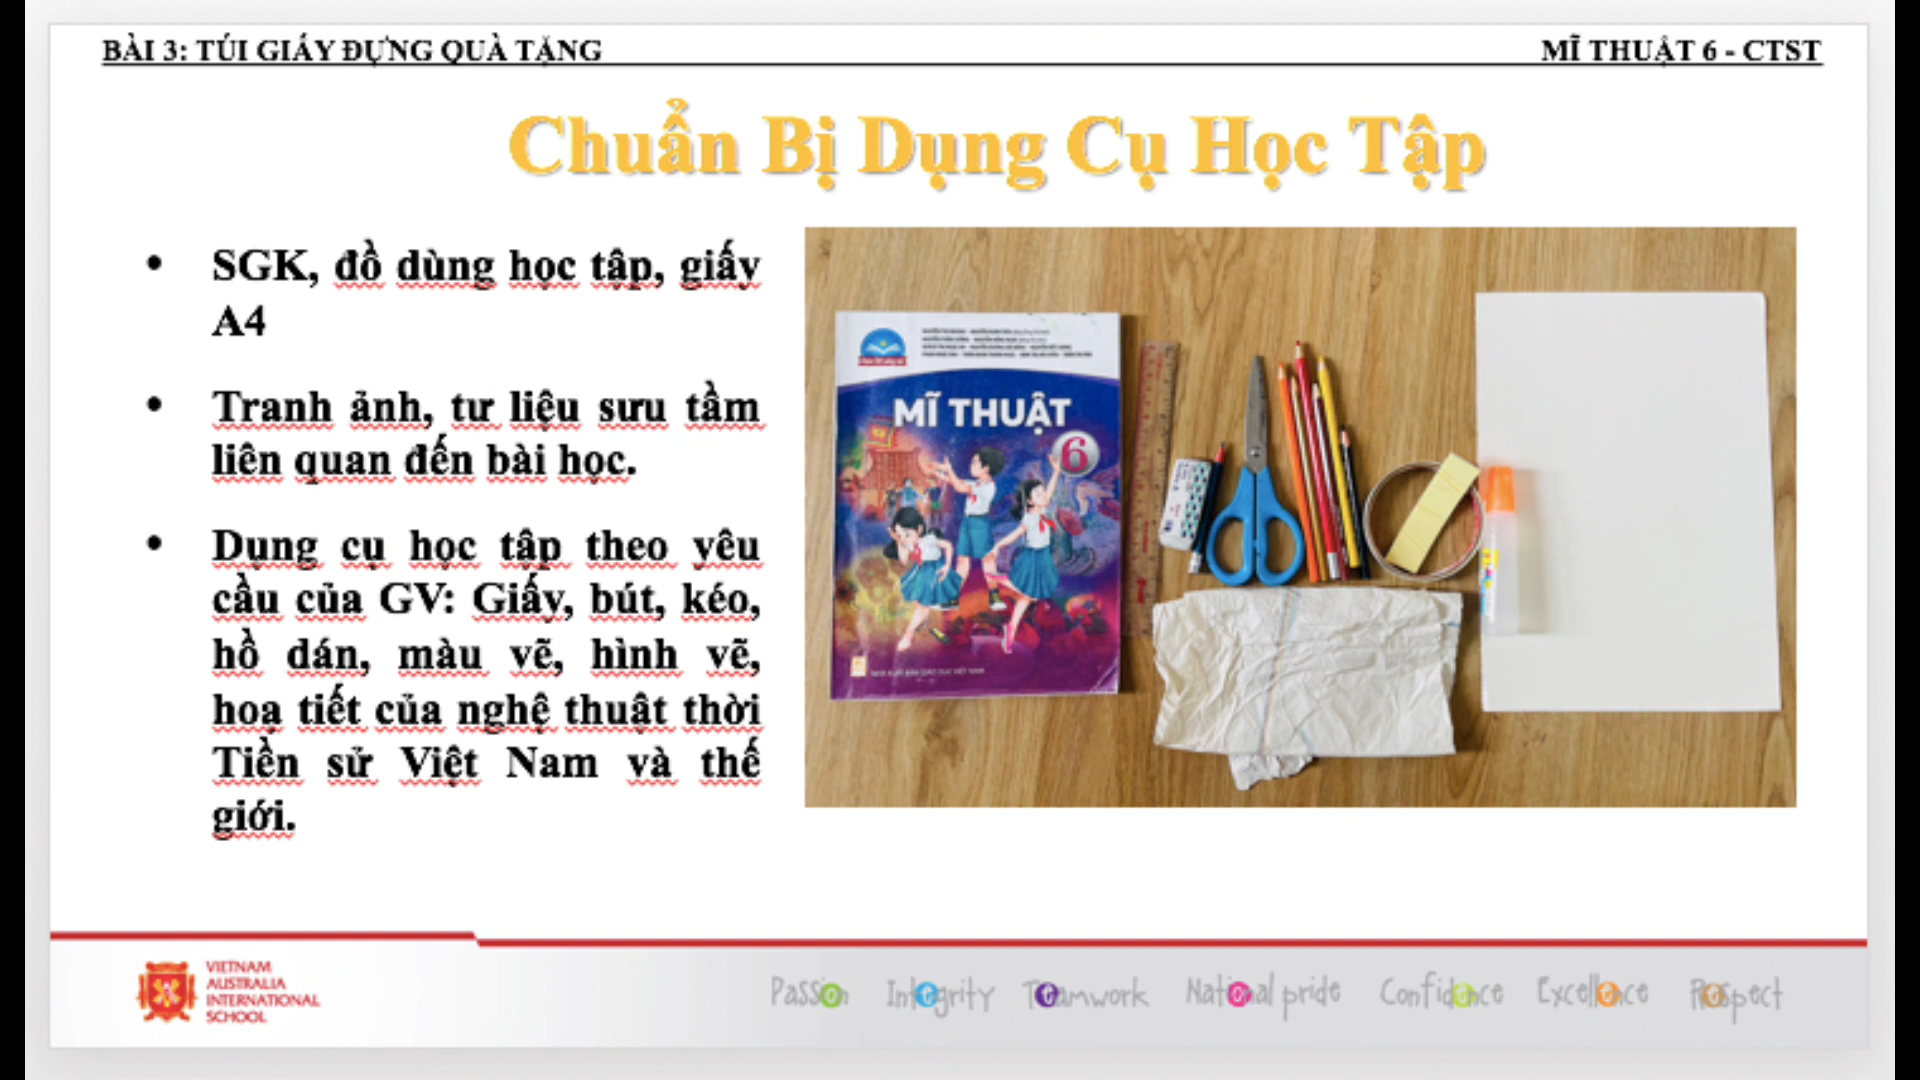 BÀI 3: TÚI GIẤY ĐỰNG QUÀ TẶNG
MĨ THUẬT 6 - CTST
Chuẩn Bị Dụng Cụ Học Tập
• SGK, đồ dùng học tập, giấy
A4
• Tranh ảnh, tư liệu sưu tầm
liên quan đến bài học.
• Dụng cụ học tập theo yêu
cầu của GV: Giấy, bút, kéo,
hồ dán, màu vẽ, hình vẽ,
hoạ tiết của nghệ thuật thời
Tiền sử Việt Nam và thế
giới.
MĨ THUẬT
6
VIETNAM
AUSTRALIA
INTERNATIONAL
SCHOOL
Passion Integrity Teamwork National pride Confidence Excellence Respect